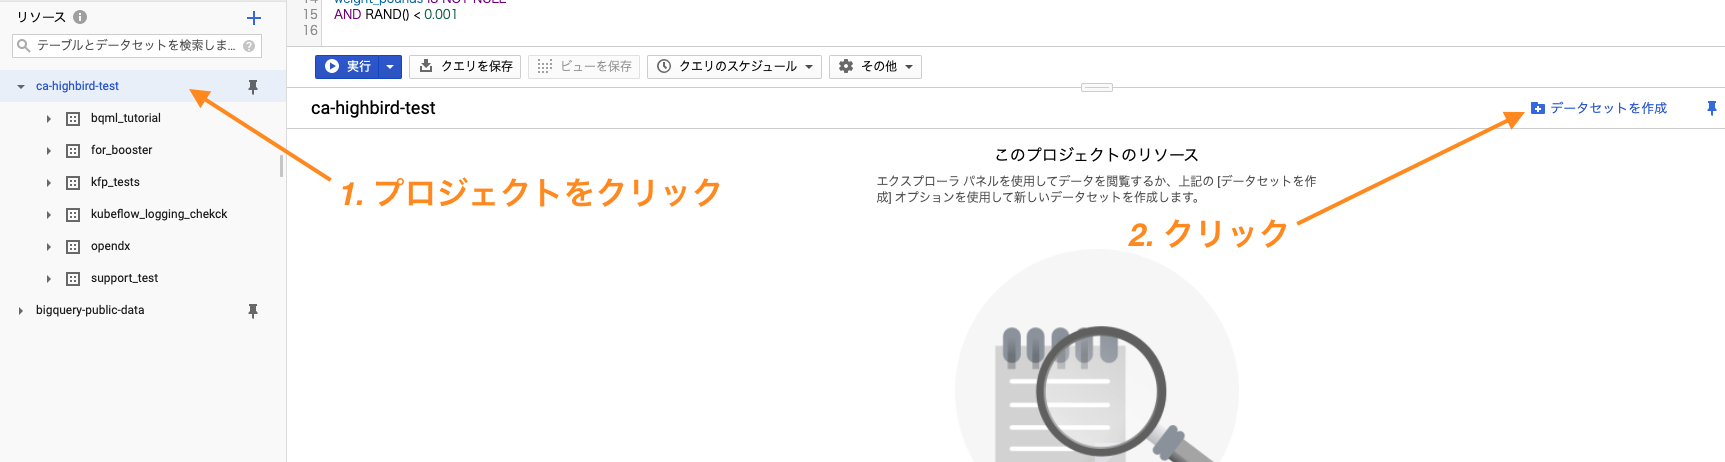 リソース
テーブルとデータセットを検索しま...
ca-highbird-test
bqml_tutorial
for_booster
kfp_tests
kubeflow_logging_chekck
opendx
support_test
bigquery-public-data
14 weight_pounds IS NOT NULL
15 AND RAND() < 0.001
16
実行
クエリを保存
ビューを保存
クエリのスケジュール
その他
ca-highbird-test
データセットを作成
このプロジェクトのリソース
エクスプローラ パネルを使用してデータを閲覧するか、上記の [データセットを作
成] オプションを使用して新しいデータセットを作成します。
1. プロジェクトをクリック
2. クリック